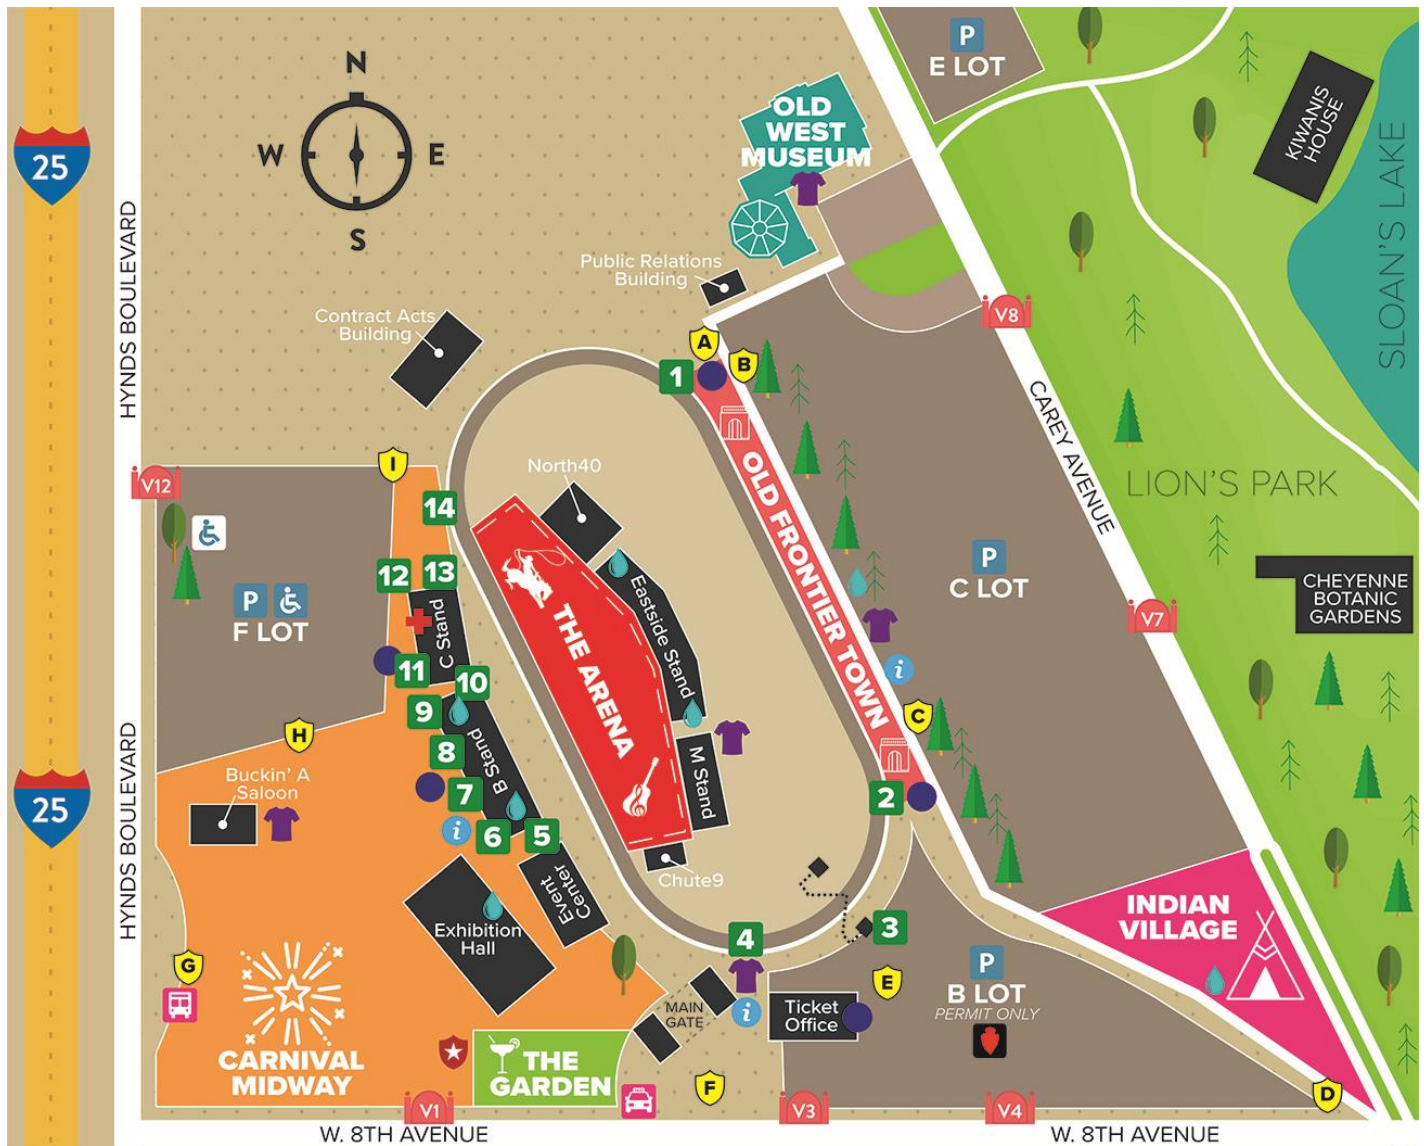 P
E LOT
N
W
E
S
25
OLD
WEST
MUSEUM
KIWANIS
HOUSE
SLOAN'S LAKE
HYNDS BOULEVARD
Public Relations
Building
Contract Acts
Building
V8
A
B
1
CAREY AVENUE
I
V12
North40
LION'S PARK
14
OLD FRONTIER TOWN
P
C LOT
12
13
CHEYENNE
BOTANIC
GARDENS
P
F LOT
C Stand
THE ARENA
Eastside Stand
V7
11
10
i
9
C
H
8
B Stand
M Stand
HYNDS BOULEVARD
25
Buckin' A
Saloon
7
2
i
6
5
Chute9
Event
Center
Exhibition
Hall
INDIAN
VILLAGE
4
3
G
E
P
B LOT
PERMIT ONLY
MAIN
GATE
i
Ticket
Office
CARNIVAL
MIDWAY
THE
GARDEN
F
D
V1
V3
V4
W. 8TH AVENUE
W. 8TH AVENUE